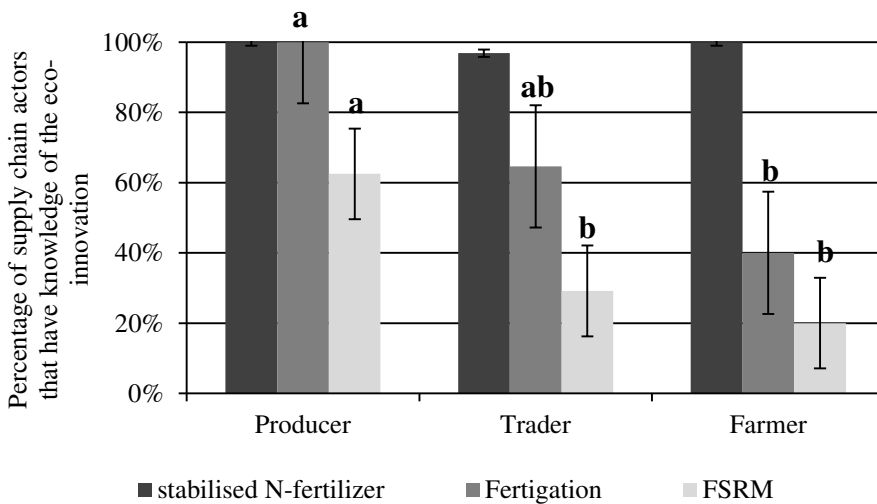 Percentage of supply chain actors
that have knowledge of the eco-
innovation
100%
80%
60%
40%
20%
0%
a
a
ab
b
b
b
Producer
Trader
Farmer
stabilised N-fertilizer
Fertigation
FSRM